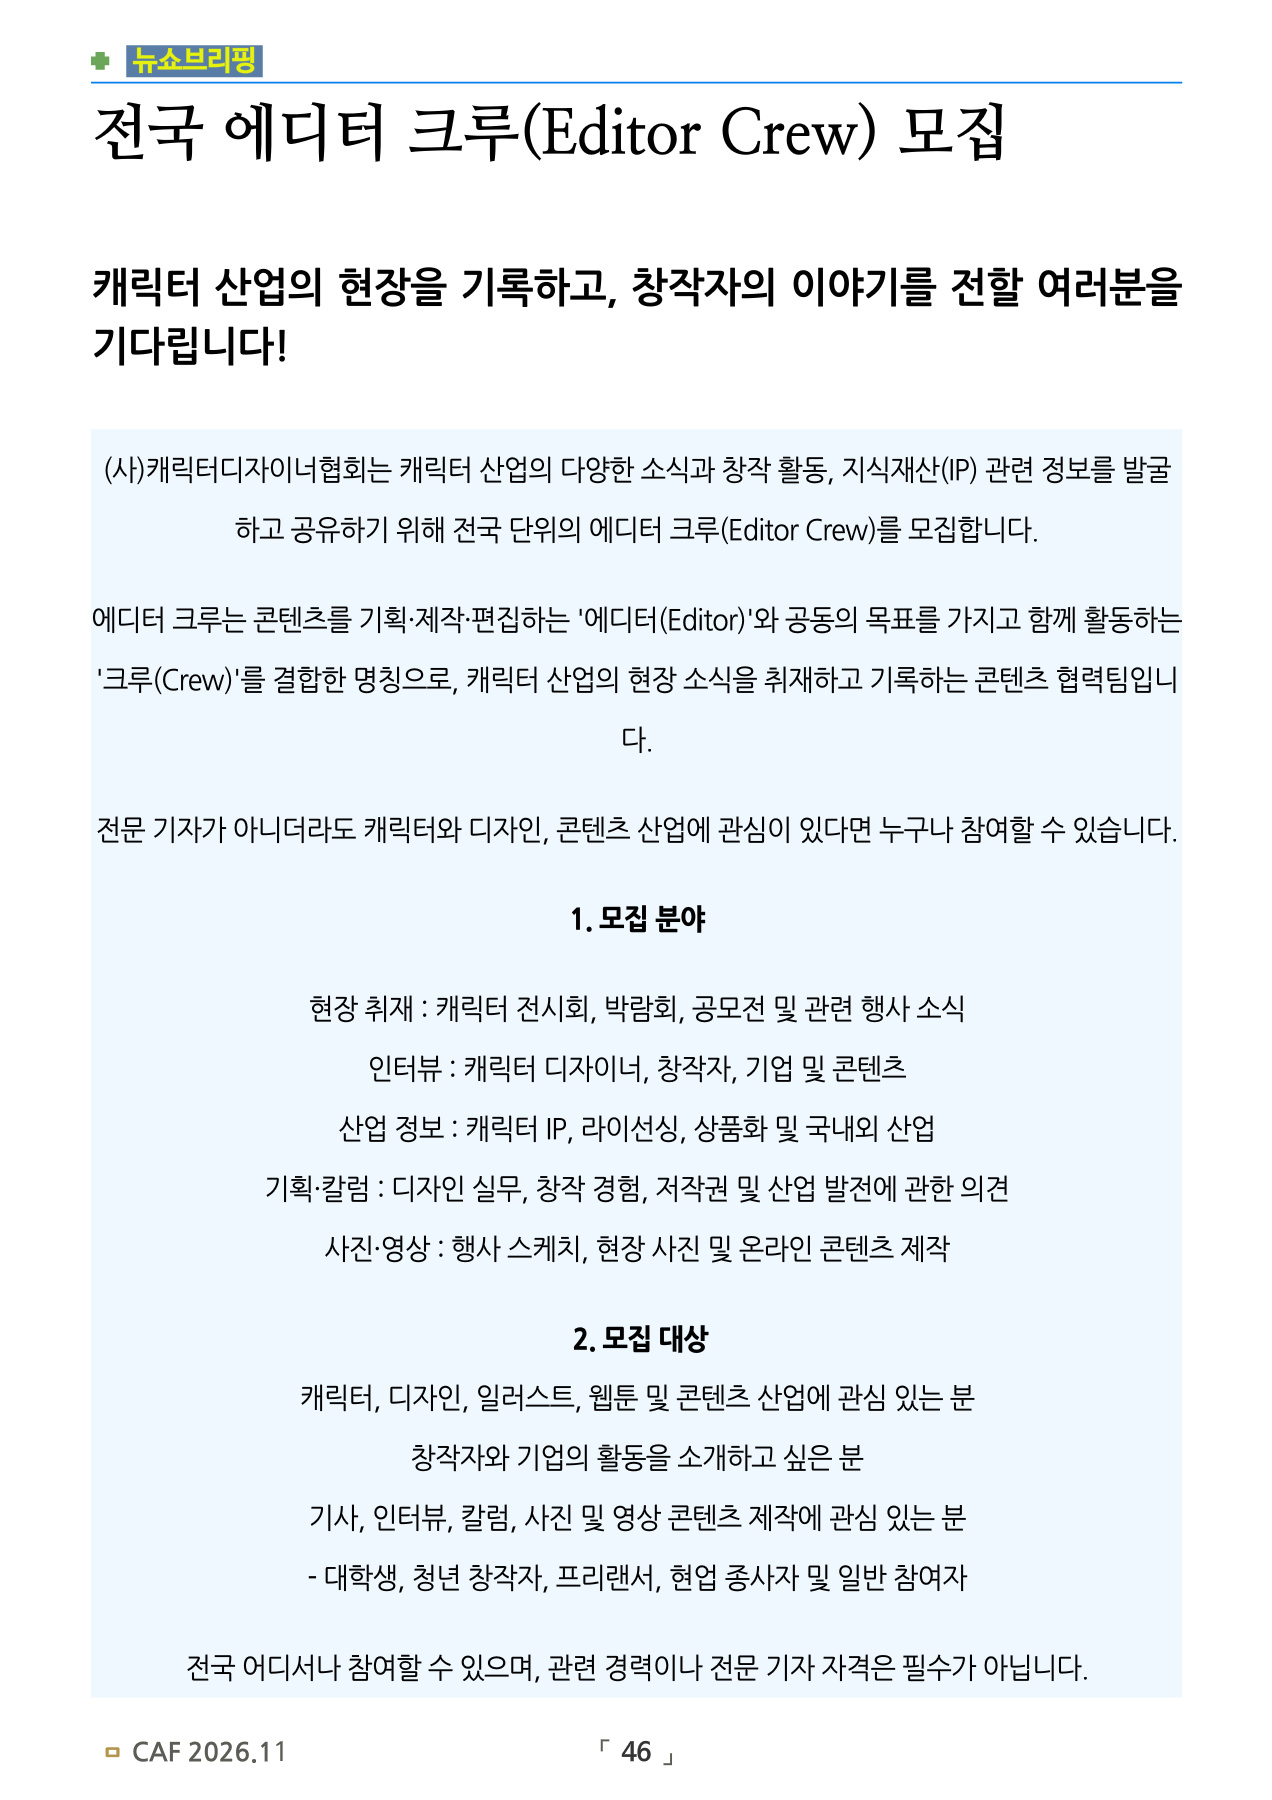 뉴쇼브리핑
전국 에디터 크루(Editor Crew) 모집
캐릭터 산업의 현장을 기록하고, 창작자의 이야기를 전할 여러분을
기다립니다!
(사)캐릭터디자이너협회는 캐릭터 산업의 다양한 소식과 창작 활동, 지식재산(IP) 관련 정보를 발굴
하고 공유하기 위해 전국 단위의 에디터 크루(Editor Crew)를 모집합니다.
에디터 크루는 콘텐츠를 기획·제작·편집하는 '에디터(Editor)'와 공동의 목표를 가지고 함께 활동하는
'크루(Crew)'를 결합한 명칭으로, 캐릭터 산업의 현장 소식을 취재하고 기록하는 콘텐츠 협력팀입니
다.
전문 기자가 아니더라도 캐릭터와 디자인, 콘텐츠 산업에 관심이 있다면 누구나 참여할 수 있습니다.
1. 모집 분야
현장 취재 : 캐릭터 전시회, 박람회, 공모전 및 관련 행사 소식
인터뷰 : 캐릭터 디자이너, 창작자, 기업 및 콘텐츠
산업 정보 : 캐릭터 IP, 라이선싱, 상품화 및 국내외 산업
기획·칼럼 : 디자인 실무, 창작 경험, 저작권 및 산업 발전에 관한 의견
사진·영상 : 행사 스케치, 현장 사진 및 온라인 콘텐츠 제작
2. 모집 대상
캐릭터, 디자인, 일러스트, 웹툰 및 콘텐츠 산업에 관심 있는 분
창작자와 기업의 활동을 소개하고 싶은 분
기사, 인터뷰, 칼럼, 사진 및 영상 콘텐츠 제작에 관심 있는 분
- 대학생, 청년 창작자, 프리랜서, 현업 종사자 및 일반 참여자
전국 어디서나 참여할 수 있으며, 관련 경력이나 전문 기자 자격은 필수가 아닙니다.
CAF 2026.11
「 46 」